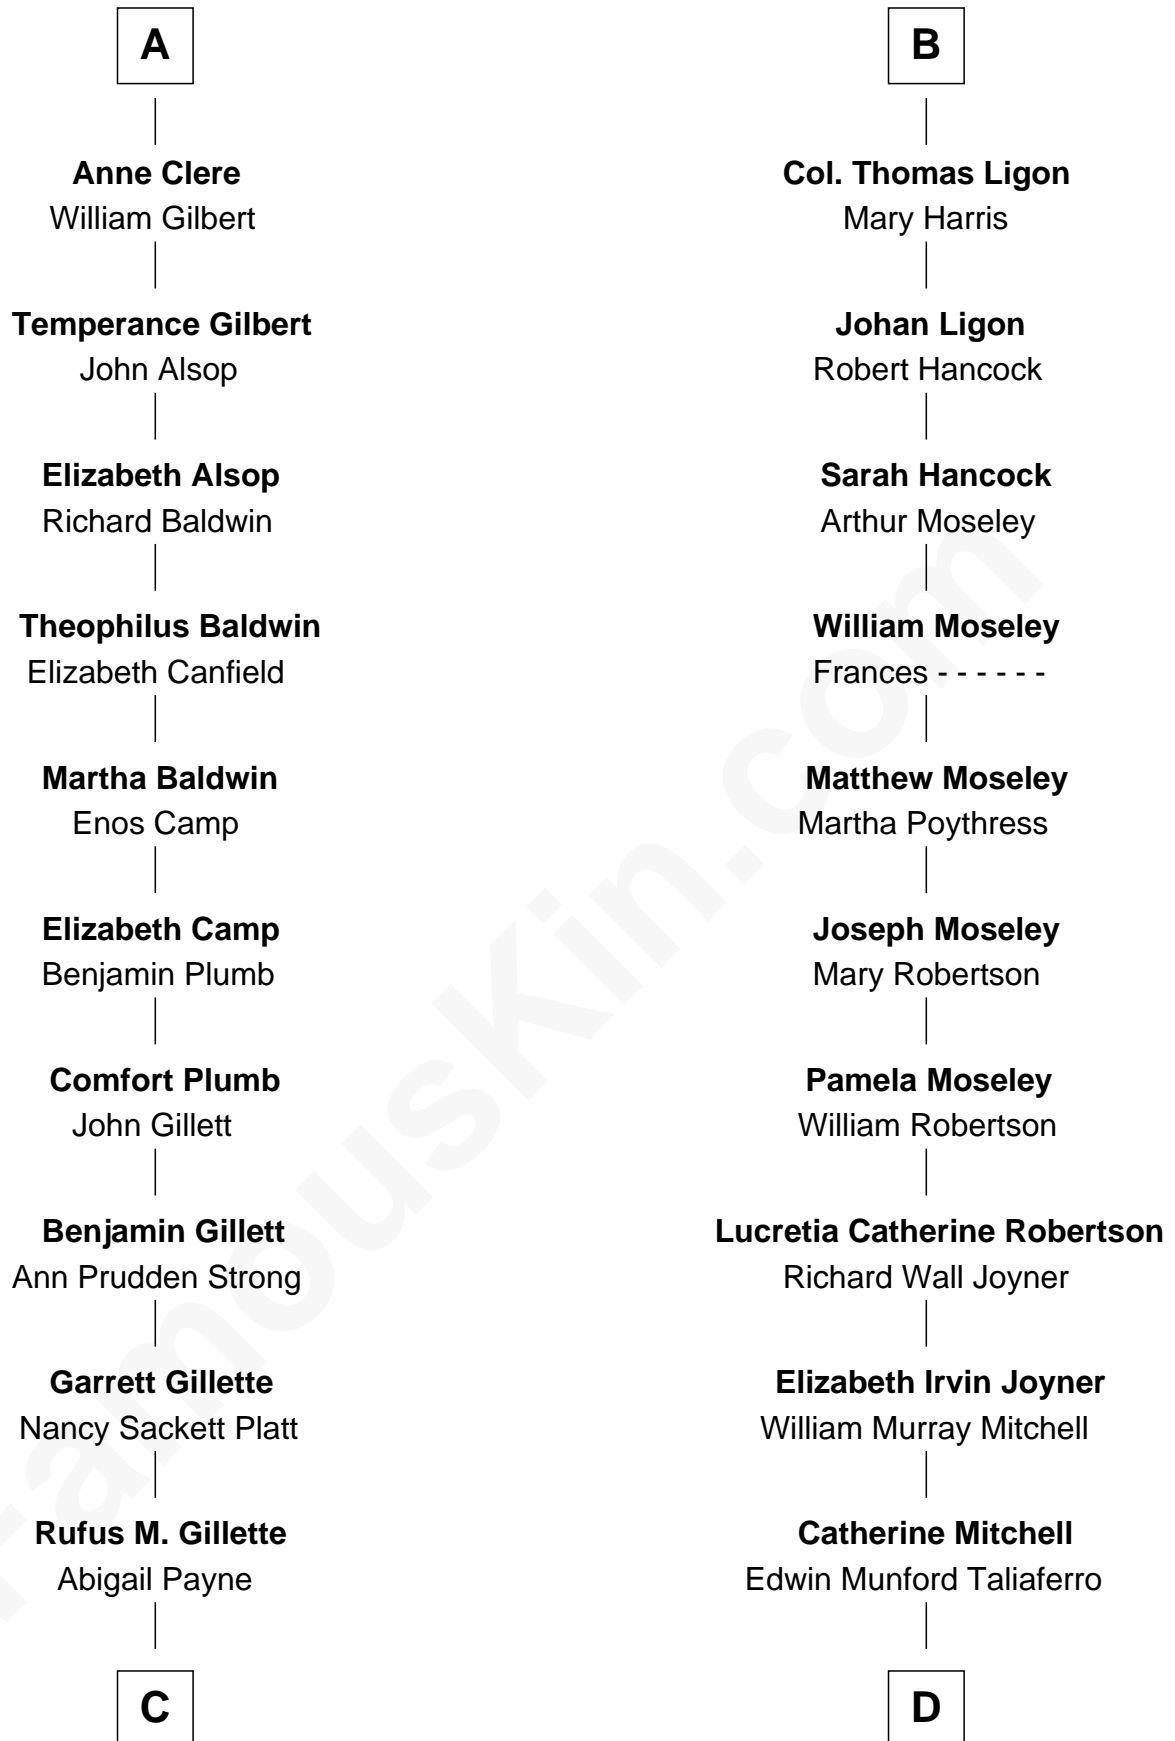 A
Anne Clere
William Gilbert
Temperance Gilbert
John Alsop
Elizabeth Alsop
Richard Baldwin
Theophilus Baldwin
Elizabeth Canfield
Martha Baldwin
Enos Camp
Elizabeth Camp
Benjamin Plumb
Comfort Plumb
John Gillett
Benjamin Gillett
Ann Prudden Strong
Garrett Gillette
Nancy Sackett Platt
Rufus M. Gillette
Abigail Payne
C
B
Col. Thomas Ligon
Mary Harris
Johan Ligon
Robert Hancock
Sarah Hancock
Arthur Moseley
William Moseley
Frances - - - - - -
Matthew Moseley
Martha Poythress
Joseph Moseley
Mary Robertson
Pamela Moseley
William Robertson
Lucretia Catherine Robertson
Richard Wall Joyner
Elizabeth Irvin Joyner
William Murray Mitchell
Catherine Mitchell
Edwin Munford Taliaferro
D
FamousKin.com